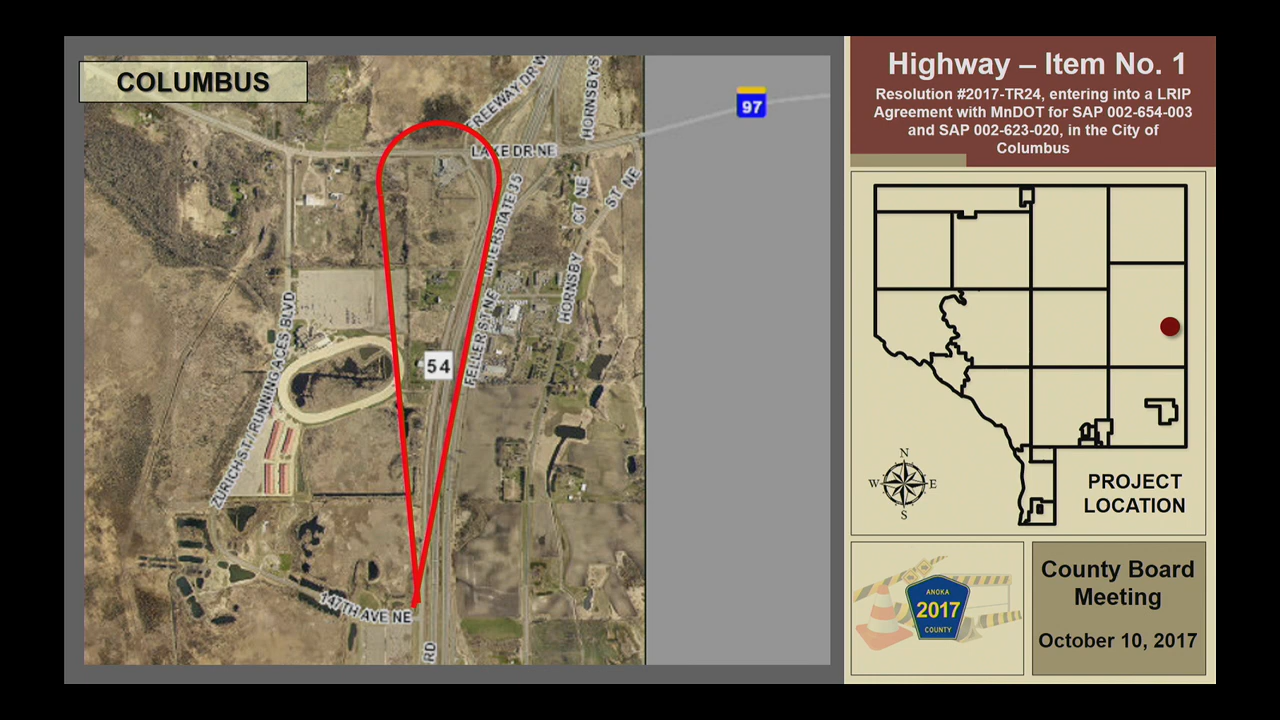 COLUMBUS
FREEWAY DR W
HORNSBY S
97
LAKE DR NE
ST NE
CT NE
INTERSTATE 35
HORNSBY
ZURICH ST. / RUNNING ACES BLVD
FELLER ST NE
54
147TH AVE NE
RD
Highway – Item No. 1
Resolution #2017-TR24, entering into a LRIP
Agreement with MnDOT for SAP 002-654-003
and SAP 002-623-020, in the City of
Columbus
N
W E
S
PROJECT
LOCATION
ANOKA
2017
COUNTY
County Board
Meeting
October 10, 2017